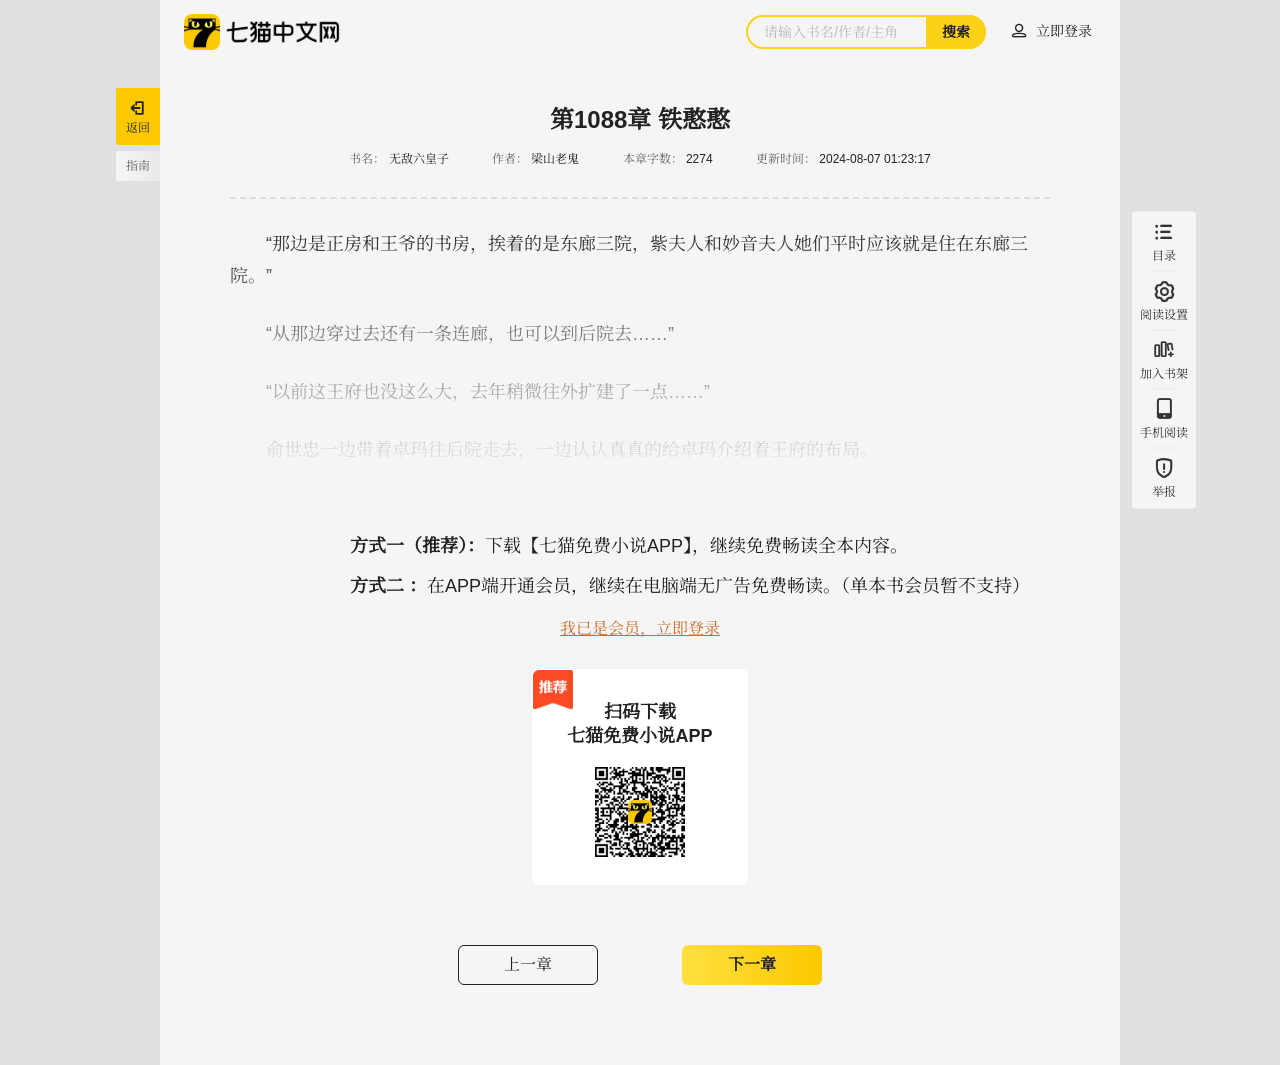 七猫中文网
请输入书名/作者/主角
搜索
立即登录
返回
指南
第1088章 铁憨憨
书名： 无敌六皇子 作者： 梁山老鬼 本章字数： 2274 更新时间： 2024-08-07 01:23:17
“那边是正房和王爷的书房，挨着的是东廊三院，紫夫人和妙音夫人她们平时应该就是住在东廊三
院。”
“从那边穿过去还有一条连廊，也可以到后院去……”
“以前这王府也没这么大，去年稍微往外扩建了一点……”
俞世忠一边带着卓玛往后院走去，一边认认真真的给卓玛介绍着王府的布局。
目录
阅读设置
加入书架
手机阅读
举报
方式一（推荐）：下载【七猫免费小说APP】，继续免费畅读全本内容。
方式二 ：在APP端开通会员，继续在电脑端无广告免费畅读。（单本书会员暂不支持）
我已是会员，立即登录
推荐
扫码下载
七猫免费小说APP
上一章
下一章